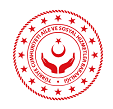 TÜRKİYE CUMHURİYETİ AİLE VE SOSYAL HİZMETLER BAKANLIĞI